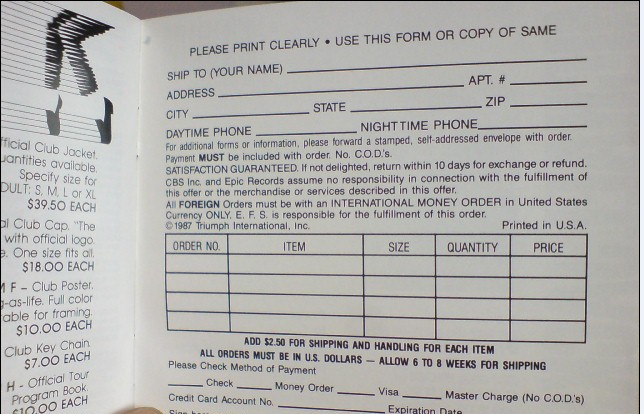 fficial Club Jacket.
uantities available.
Specify size for
DULT: S, M, L or XL
$39.50 EACH
al Club Cap. "The
with official logo.
e. One size fits all.
$18.00 EACH
M F – Club Poster.
g-as-life. Full color
able for framing.
$10.00 EACH
Club Key Chain.
$7.00 EACH
H - Official Tour
Program Book.
$10.00 EACH
PLEASE PRINT CLEARLY • USE THIS FORM OR COPY OF SAME
SHIP TO (YOUR NAME)
ADDRESS APT. #
CITY STATE ZIP
DAYTIME PHONE NIGHTTIME PHONE
For additional forms or information, please forward a stamped, self-addressed envelope with order.
Payment MUST be included with order. No. C.O.D.'s.
SATISFACTION GUARANTEED. If not delighted, return within 10 days for exchange or refund.
CBS Inc. and Epic Records assume no responsibility in connection with the fulfillment of
this offer or the merchandise or services described in this offer.
All FOREIGN Orders must be with an INTERNATIONAL MONEY ORDER in United States
Currency ONLY. E. F. S. is responsible for the fulfillment of this order.
©1987 Triumph International, Inc. Printed in U.S.A.
ORDER NO. ITEM SIZE QUANTITY PRICE
ADD $2.50 FOR SHIPPING AND HANDLING FOR EACH ITEM
ALL ORDERS MUST BE IN U.S. DOLLARS — ALLOW 6 TO 8 WEEKS FOR SHIPPING
Please Check Method of Payment
Check Money Order Visa Master Charge (No C.O.D.'s)
Credit Card Account No. Expiration Date